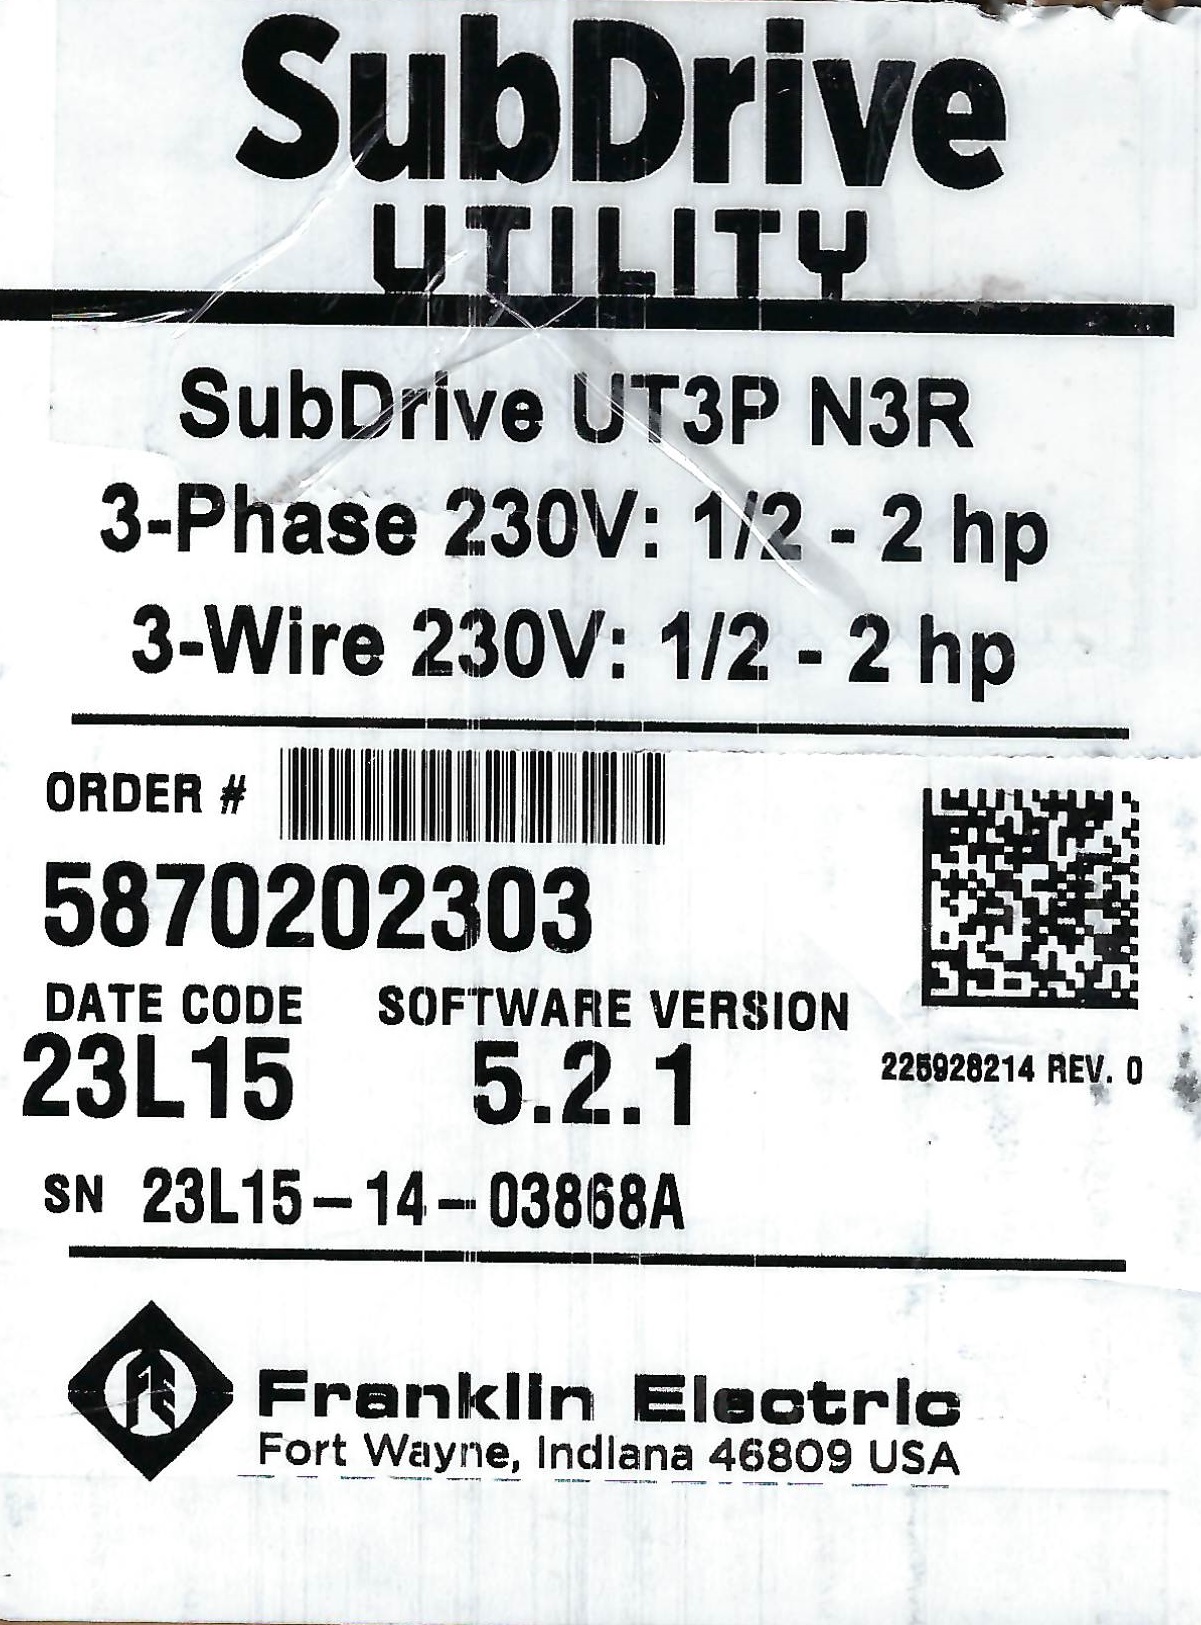 SubDrive
UTILITY
SubDrive UT3P N3R
3-Phase 230V: 1/2 - 2 hp
3-Wire 230V: 1/2 - 2 hp
ORDER #
5870202303
DATE CODE SOFTWARE VERSION
23L15 5.2.1
225928214 REV. 0
SN 23L15-14-03868A
FE
Franklin Electric
Fort Wayne, Indiana 46809 USA